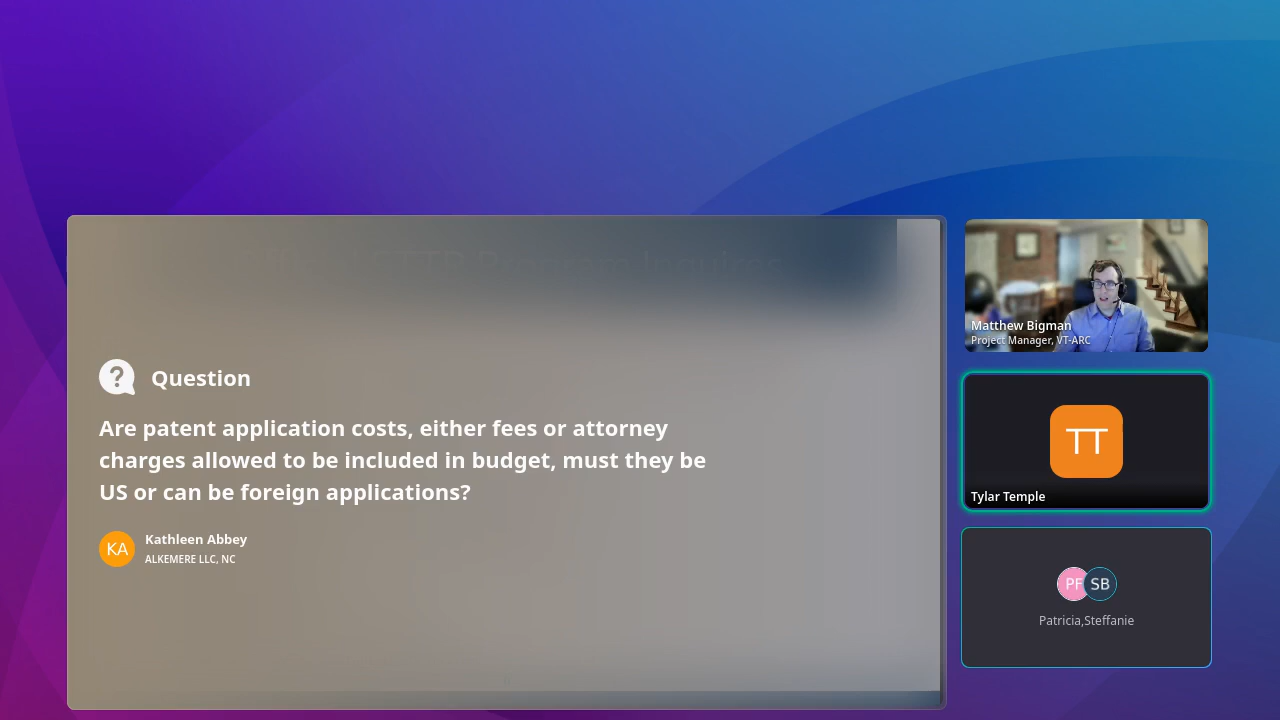 Question
Are patent application costs, either fees or attorney
charges allowed to be included in budget, must they be
US or can be foreign applications?
KA
Kathleen Abbey
ALKEMERE LLC, NC
Matthew Bigman
Project Manager, VT-ARC
TT
Tylar Temple
PF
SB
Patricia,Steffanie